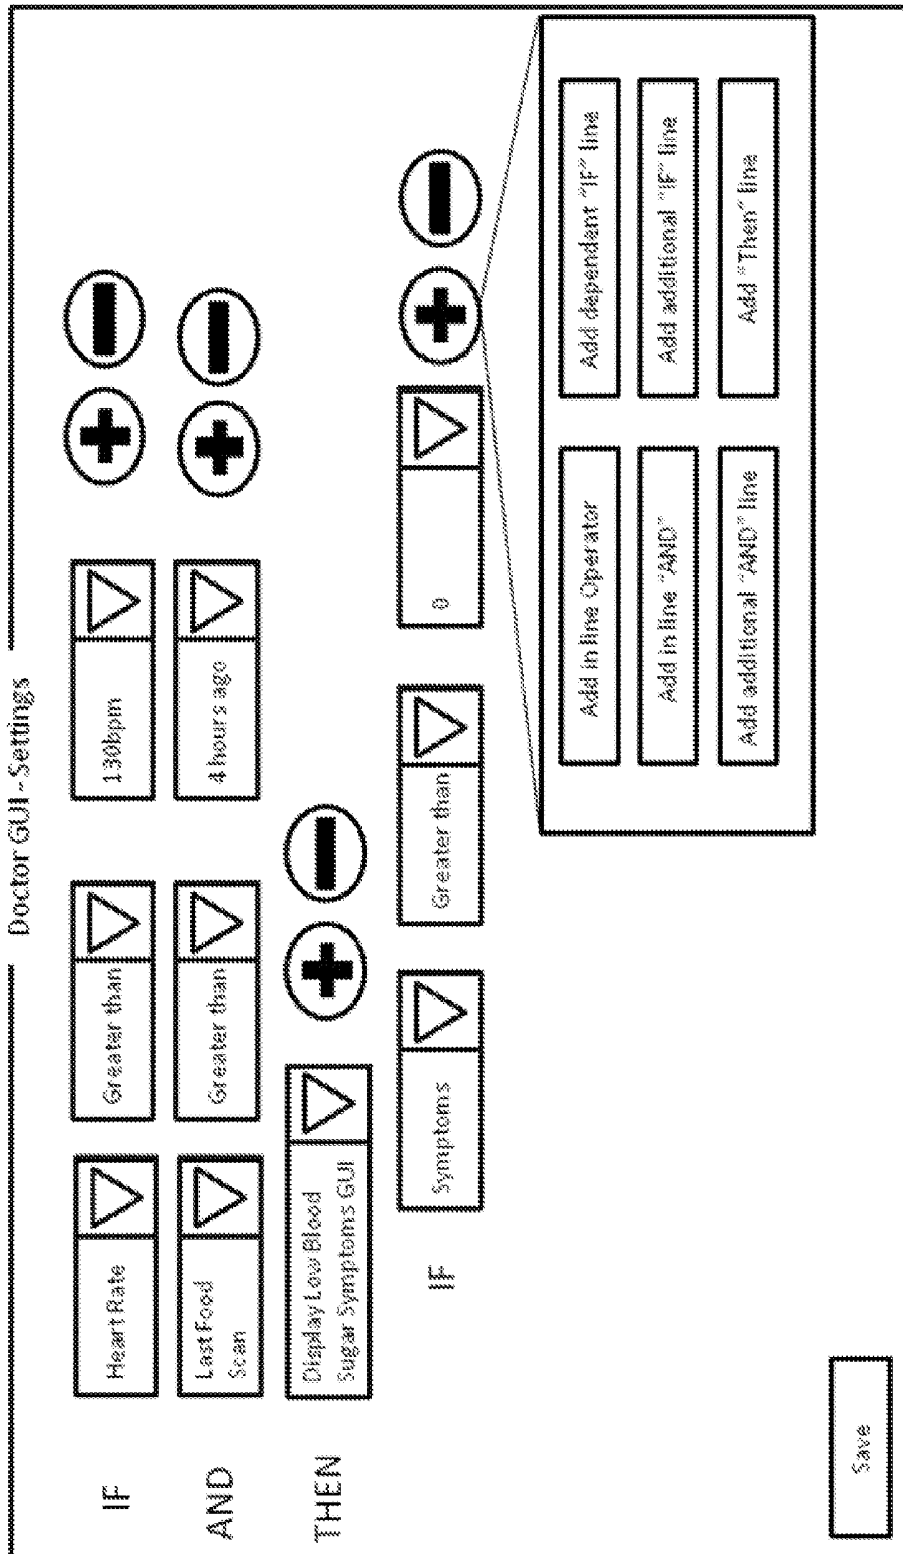 Doctor GUI - Settings
IF
Heart Rate
Greater than
130bpm
AND
Last Food
Scan
Greater than
4 hours ago
THEN
Display Low Blood
Sugar Symptoms GUI
IF
Symptoms
Greater than
0
Add in line Operator
Add dependant "IF" line
Add in line "AND"
Add additional "IF" line
Add additional "AND" line
Add "Then" line
Save